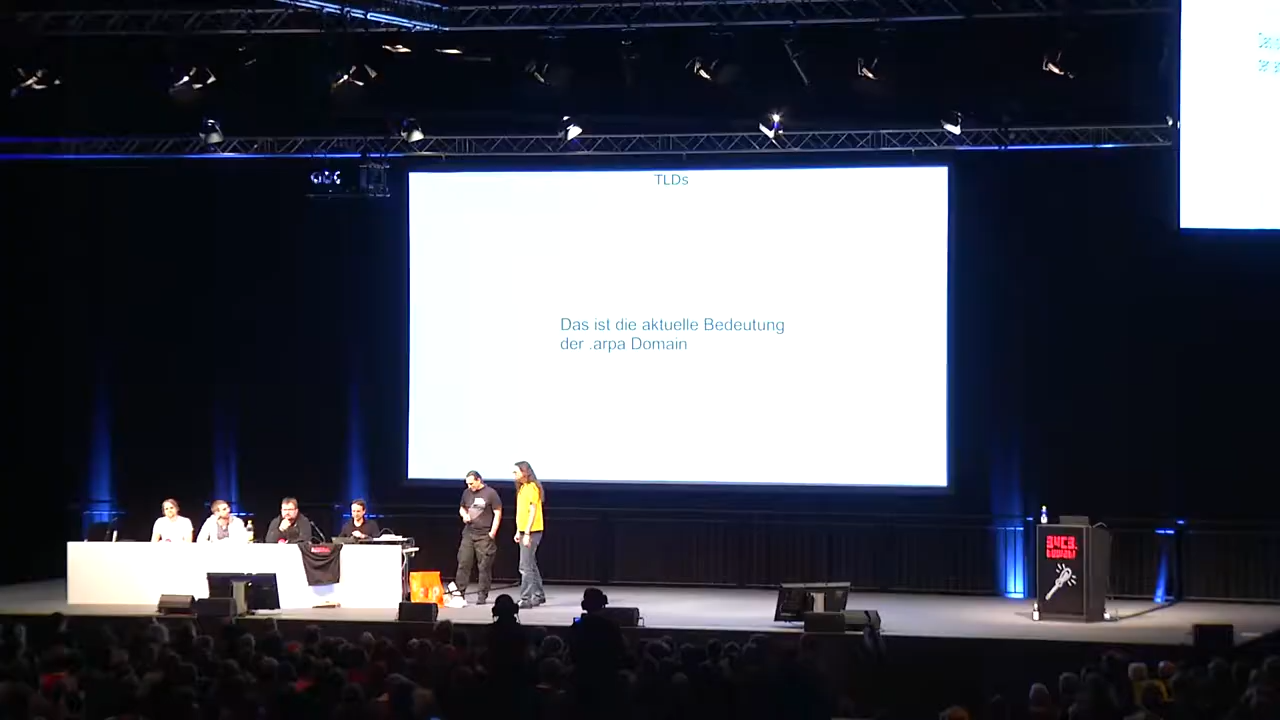 TLDs
Das ist die aktuelle Bedeutung
der .arpa Domain
34C3.